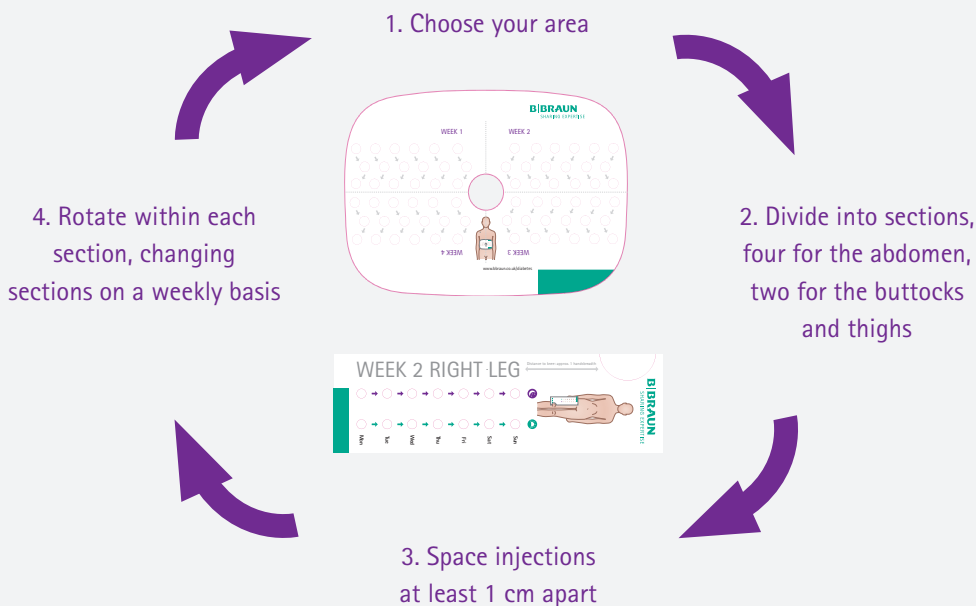 1. Choose your area
B|BRAUN
SHARING EXPERTISE
WEEK 1
WEEK 2
4. Rotate within each
section, changing
sections on a weekly basis
2. Divide into sections,
four for the abdomen,
two for the buttocks
and thighs
WEEK 4
WEEK 3
WEEK 2 RIGHT LEG
B|BRAUN
SHARING EXPERTISE
Mon
Tue
Wed
Thu
Fri
Sat
Sun
3. Space injections
at least 1 cm apart